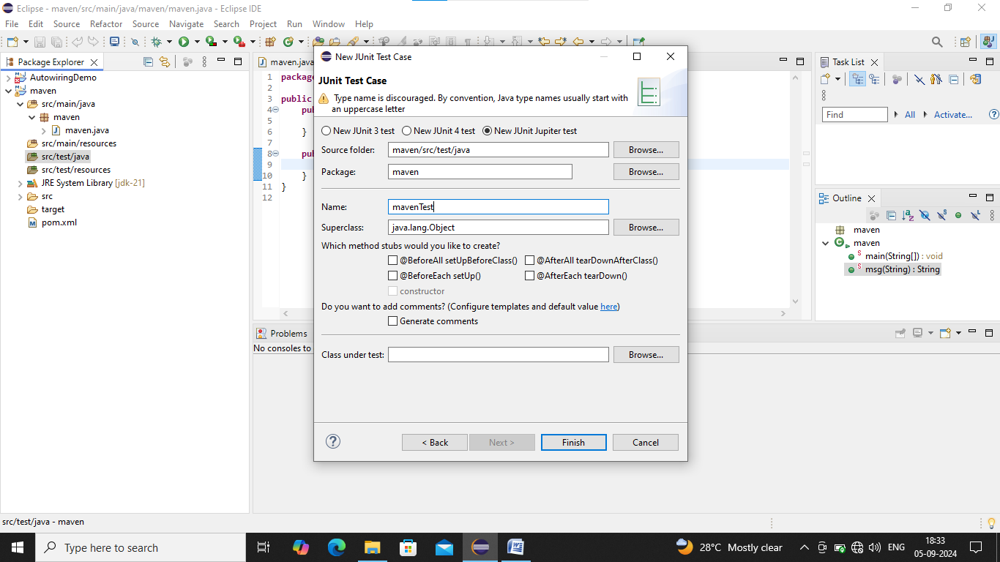 Eclipse - maven/src/main/java/maven/maven.java - Eclipse IDE
File Edit Source Refactor Source Navigate Search Project Run Window Help
Package Explorer
AutowiringDemo
maven
src/main/java
maven
maven.java
src/main/resources
src/test/java
src/test/resources
JRE System Library [jdk-21]
src
target
pom.xml
maven.java
1 package
2
3 public
4 pub
5
6 }
7
8 pub
9
10 }
11 }
12
New JUnit Test Case
JUnit Test Case
Type name is discouraged. By convention, Java type names usually start with
an uppercase letter
New JUnit 3 test New JUnit 4 test New JUnit Jupiter test
Source folder: maven/src/test/java Browse...
Package: maven Browse...
Name: mavenTest
Superclass: java.lang.Object Browse...
Which method stubs would you like to create?
@BeforeAll setUpBeforeClass() @AfterAll tearDownAfterClass()
@BeforeEach setUp() @AfterEach tearDown()
constructor
Do you want to add comments? (Configure templates and default value here)
Generate comments
Class under test: Browse...
< Back Next > Finish Cancel
Task List
Find All Activate...
Outline
maven
maven
main(String[]) : void
msg(String) : String
Problems
No consoles to
src/test/java - maven
Type here to search
28°C Mostly clear
ENG
18:33
05-09-2024